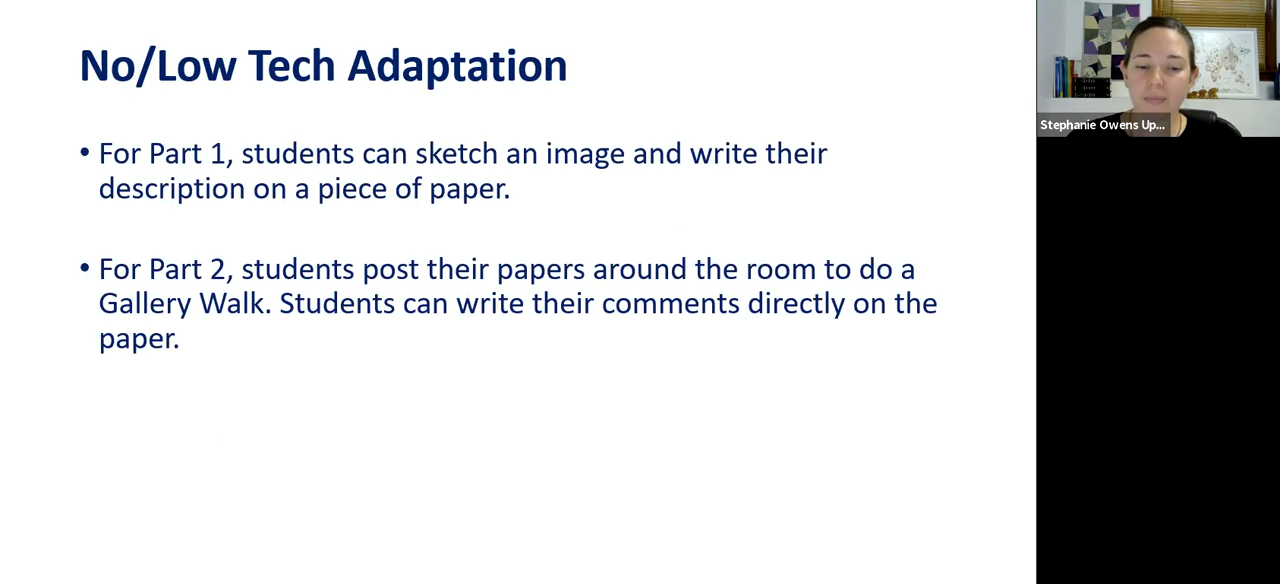 No/Low Tech Adaptation
• For Part 1, students can sketch an image and write their
description on a piece of paper.
• For Part 2, students post their papers around the room to do a
Gallery Walk. Students can write their comments directly on the
paper.
Stephanie Owens Up...